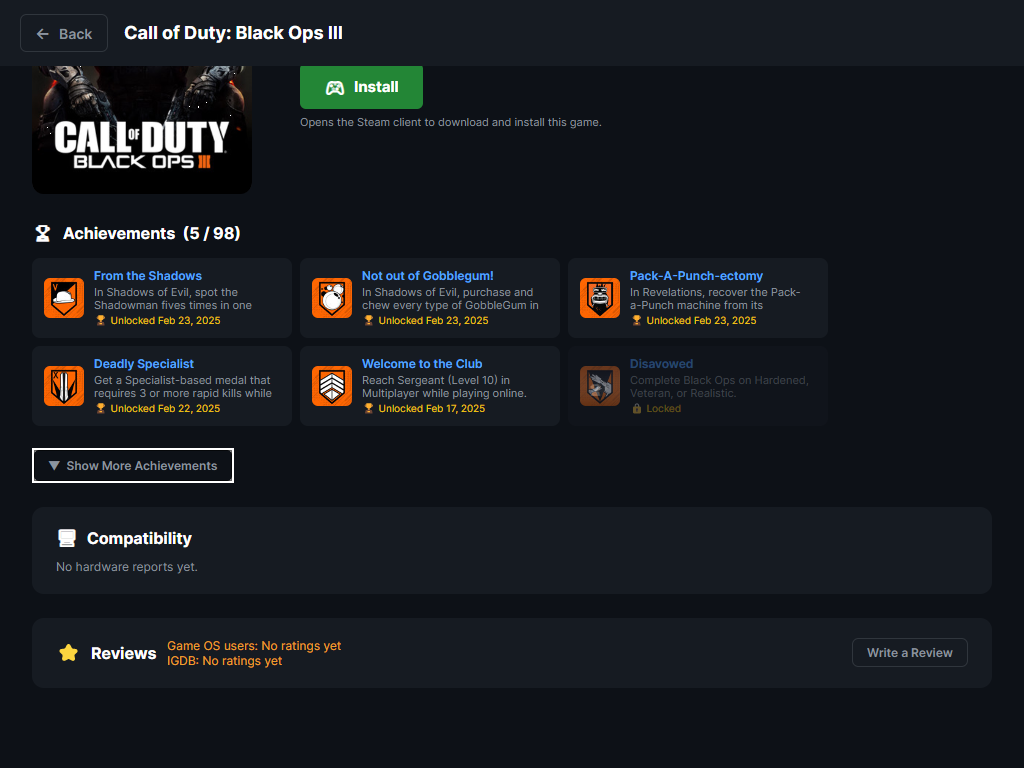 Back
Call of Duty: Black Ops III
CALL OF DUTY
BLACK OPS III
Install
Opens the Steam client to download and install this game.
Achievements (5 / 98)
From the Shadows
In Shadows of Evil, spot the
Shadowman fives times in one
Unlocked Feb 23, 2025
Not out of Gobblegum!
In Shadows of Evil, purchase and
chew every type of GobbleGum in
Unlocked Feb 23, 2025
Pack-A-Punch-ectomy
In Revelations, recover the Pack-
a-Punch machine from its
Unlocked Feb 23, 2025
Deadly Specialist
Get a Specialist-based medal that
requires 3 or more rapid kills while
Unlocked Feb 22, 2025
Welcome to the Club
Reach Sergeant (Level 10) in
Multiplayer while playing online.
Unlocked Feb 17, 2025
Disavowed
Complete Black Ops on Hardened,
Veteran, or Realistic.
Locked
▼ Show More Achievements
Compatibility
No hardware reports yet.
Reviews
Game OS users: No ratings yet
IGDB: No ratings yet
Write a Review